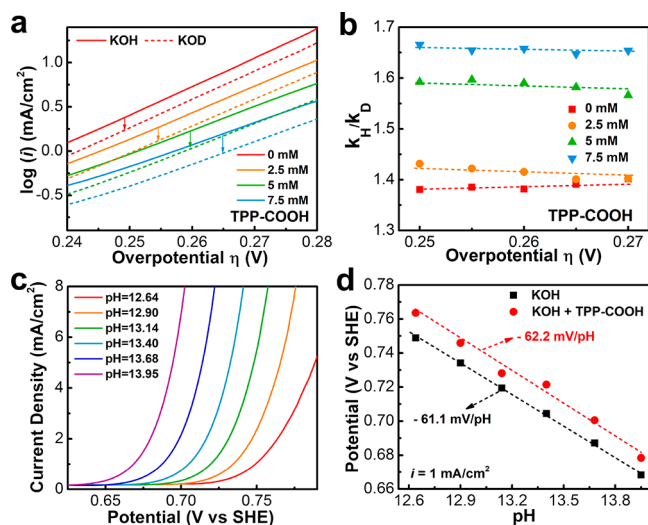 a
KOH
KOD
log (i) (mA/cm²)
1.0
0.5
0.0
-0.5
-1.0
0 mM
2.5 mM
5 mM
7.5 mM
TPP-COOH
0.24
0.25
0.26
0.27
0.28
Overpotential η (V)
b
k_H/k_D
1.7
1.6
1.5
1.4
1.3
0 mM
2.5 mM
5 mM
7.5 mM
TPP-COOH
0.25
0.26
0.27
Overpotential η (V)
c
Current Density (mA/cm²)
8
6
4
2
0
pH=12.64
pH=12.90
pH=13.14
pH=13.40
pH=13.68
pH=13.95
0.65
0.70
0.75
Potential (V vs SHE)
d
Potential (V vs SHE)
0.78
0.76
0.74
0.72
0.70
0.68
0.66
KOH
KOH + TPP-COOH
- 62.2 mV/pH
- 61.1 mV/pH
i = 1 mA/cm²
12.6
12.9
13.2
13.5
13.8
pH